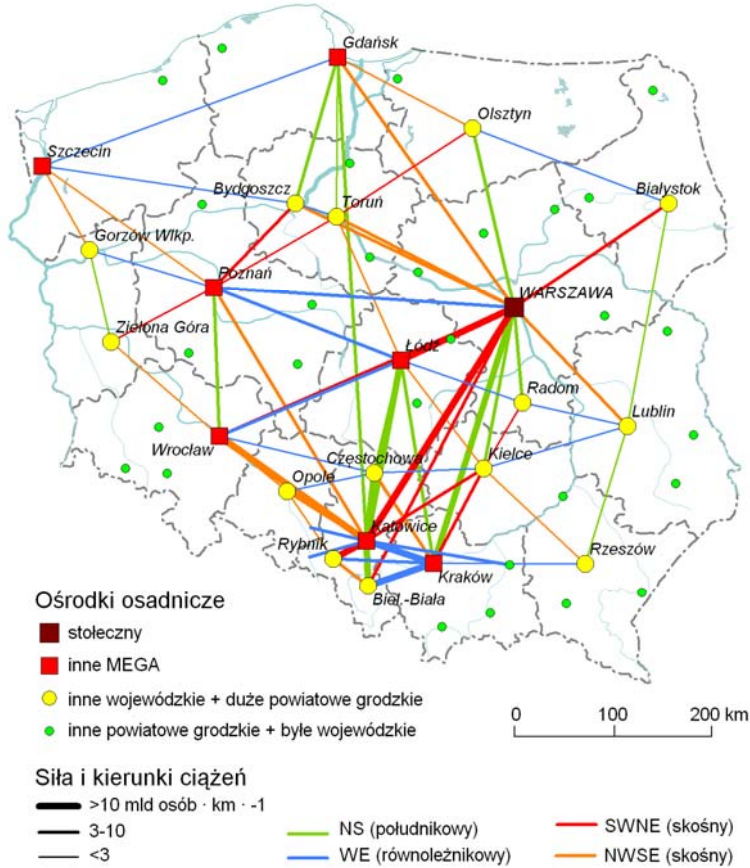 Gdańsk
Olsztyn
Szczecin
Bydgoszcz
Toruń
Białystok
Gorzów Wlkp.
Poznań
WARSZAWA
Zielona Góra
Łódź
Radom
Lublin
Wrocław
Częstochowa
Kielce
Opole
Katowice
Rybnik
Kraków
Rzeszów
Biel.-Biała
Ośrodki osadnicze
stołeczny
inne MEGA
inne wojewódzkie + duże powiatowe grodzkie
inne powiatowe grodzkie + byłe wojewódzkie
0 100 200 km
Siła i kierunki ciążeń
>10 mld osób · km · -1
3-10
<3
NS (południkowy)
WE (równoleżnikowy)
SWNE (skośny)
NWSE (skośny)